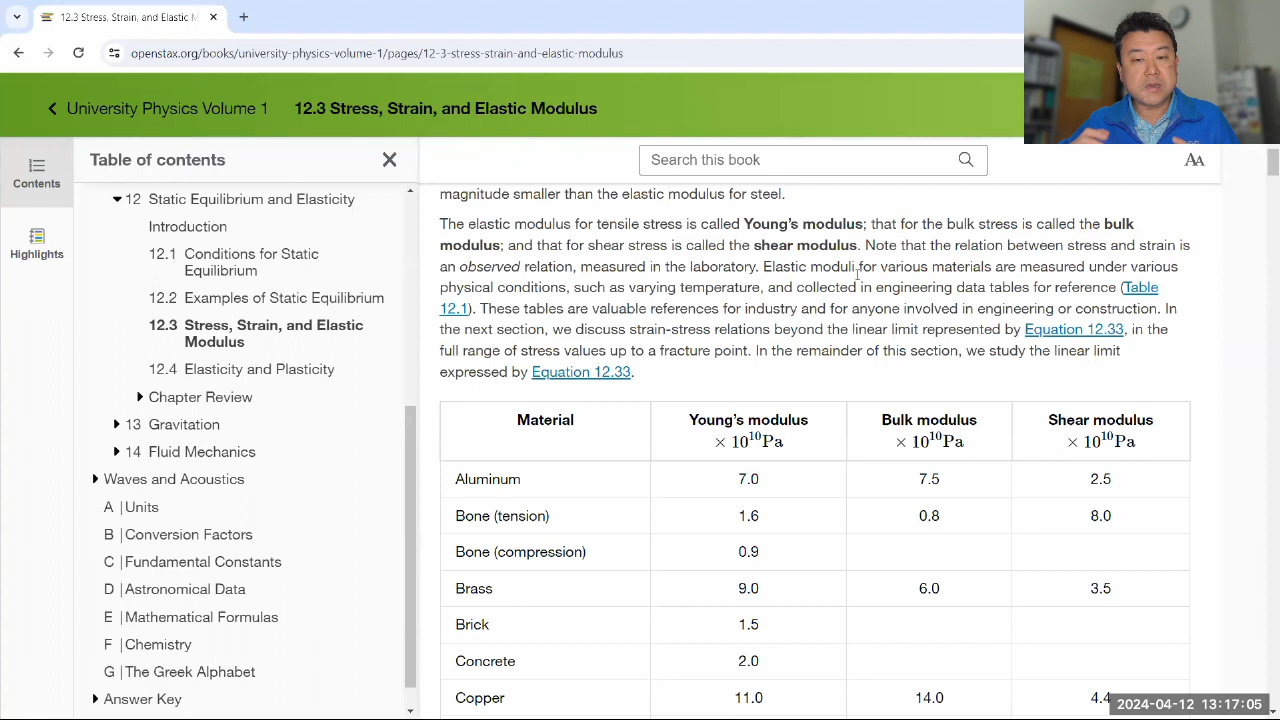 12.3 Stress, Strain, and Elastic M
openstax.org/books/university-physics-volume-1/pages/12-3-stress-strain-and-elastic-modulus
University Physics Volume 1 12.3 Stress, Strain, and Elastic Modulus
Contents
Highlights
Table of contents
12 Static Equilibrium and Elasticity
Introduction
12.1 Conditions for Static
Equilibrium
12.2 Examples of Static Equilibrium
12.3 Stress, Strain, and Elastic
Modulus
12.4 Elasticity and Plasticity
Chapter Review
13 Gravitation
14 Fluid Mechanics
Waves and Acoustics
A | Units
B | Conversion Factors
C | Fundamental Constants
D | Astronomical Data
E | Mathematical Formulas
F | Chemistry
G | The Greek Alphabet
Answer Key
Search this book
AA
magnitude smaller than the elastic modulus for steel.
The elastic modulus for tensile stress is called Young's modulus; that for the bulk stress is called the bulk
modulus; and that for shear stress is called the shear modulus. Note that the relation between stress and strain is
an observed relation, measured in the laboratory. Elastic moduli for various materials are measured under various
physical conditions, such as varying temperature, and collected in engineering data tables for reference (Table
12.1). These tables are valuable references for industry and for anyone involved in engineering or construction. In
the next section, we discuss strain-stress relations beyond the linear limit represented by Equation 12.33, in the
full range of stress values up to a fracture point. In the remainder of this section, we study the linear limit
expressed by Equation 12.33.
Material Young's modulus Bulk modulus Shear modulus
× 10¹⁰Pa × 10¹⁰Pa × 10¹⁰Pa
Aluminum 7.0 7.5 2.5
Bone (tension) 1.6 0.8 8.0
Bone (compression) 0.9
Brass 9.0 6.0 3.5
Brick 1.5
Concrete 2.0
Copper 11.0 14.0 4.4
2024-04-12 13:17:05